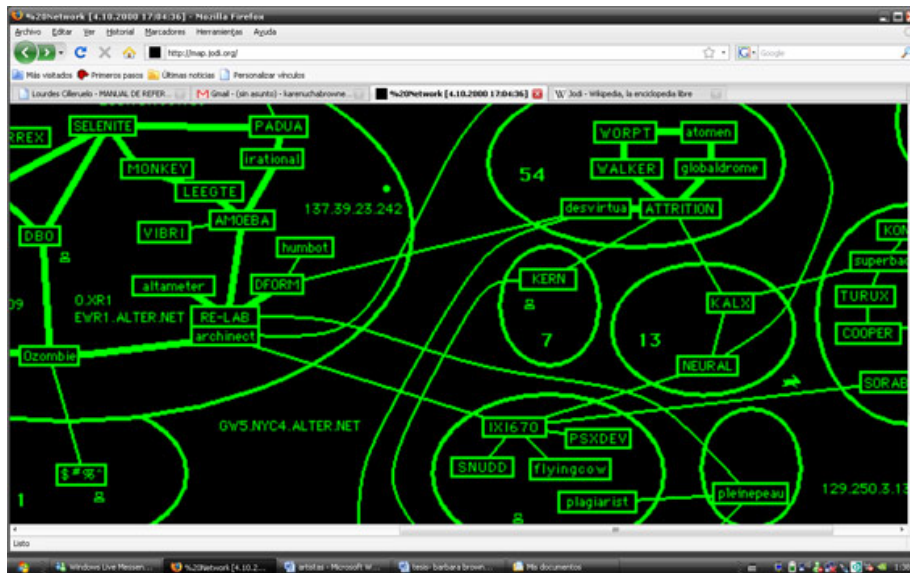 %20Network [4.10.2000 17:04:36] - Mozilla Firefox
Archivo Editar Ver Historial Marcadores Herramientas Ayuda
http://map.jodi.org/
Google
Más visitados Primeros pasos Últimas noticias Personalizar vínculos
Lourdes Cilleruelo - MANUAL DE REFER...
Gmail - (sin asunto) - karenuchabrowne...
%20Network [4.10.2000 17:04:36]
Jodi - Wikipedia, la enciclopedia libre
SELENITE
PADUA
WORPT
atomen
RREX
irational
MONKEY
WALKER
globaldrome
54
LEEGTE
137.39.23.242
desvirtua
ATTRITION
AMOEBA
VIBRI
DBO
KON
humbot
superbad
KERN
altameter
DFORM
TURUX
09
0.XR1
KALX
EWR1.ALTER.NET
RE-LAB
COOPER
archinect
7
13
Ozombie
NEURAL
SORAB
GW5.NYC4.ALTER.NET
IXI670
PSXDEV
$#%^
SNUDD
flyingcow
1
plagiarist
pleinepeau
129.250.3.13
Listo
Windows Live Messen...
%20Network [4.10.2...
artistas - Microsoft W...
tesis- barbara brown...
Mis documentos
1:38